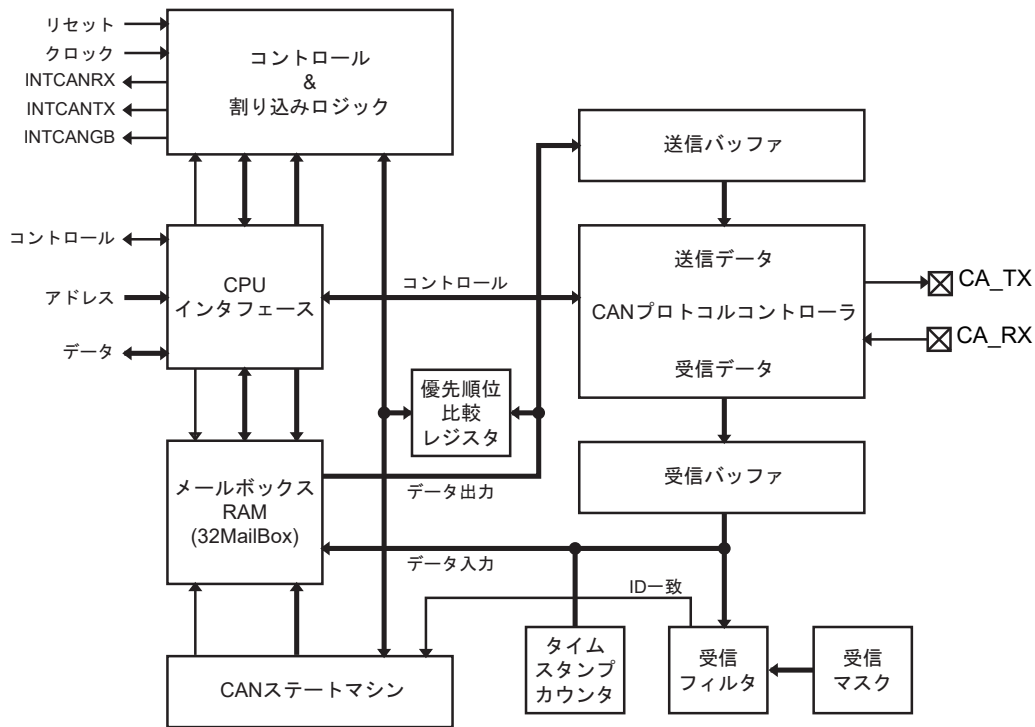 リセット
クロック
INTCANRX
INTCANTX
INTCANGB
コントロール
&
割り込みロジック
送信バッファ
コントロール
アドレス
データ
CPU
インタフェース
コントロール
送信データ
CANプロトコルコントローラ
受信データ
CA_TX
CA_RX
優先順位
比較
レジスタ
メールボックス
RAM
(32MailBox)
データ出力
受信バッファ
データ入力
ID一致
CANステートマシン
タイム
スタンプ
カウンタ
受信
フィルタ
受信
マスク